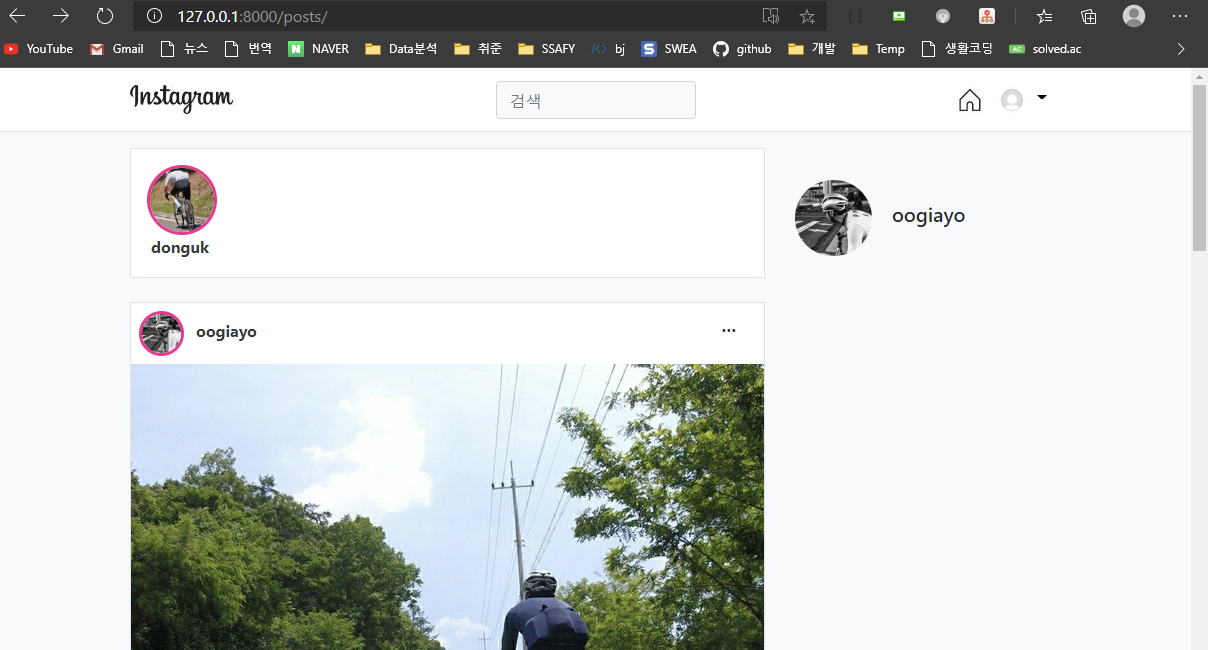 127.0.0.1:8000/posts/
YouTube Gmail 뉴스 번역 NAVER Data분석 취준 SSAFY bj SWEA github 개발 Temp 생활코딩 solved.ac
Instagram 검색
donguk
oogiayo
oogiayo